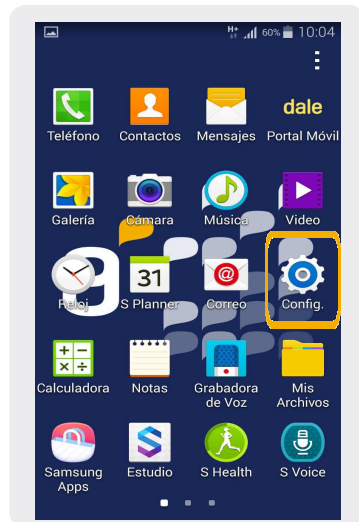 H+ 60% 10:04
dale
Teléfono Contactos Mensajes Portal Móvil
Galería Cámara Música Video
31
@
Reloj S Planner Correo Config.
Calculadora Notas Grabadora de Voz Mis Archivos
S
Samsung Apps Estudio S Health S Voice